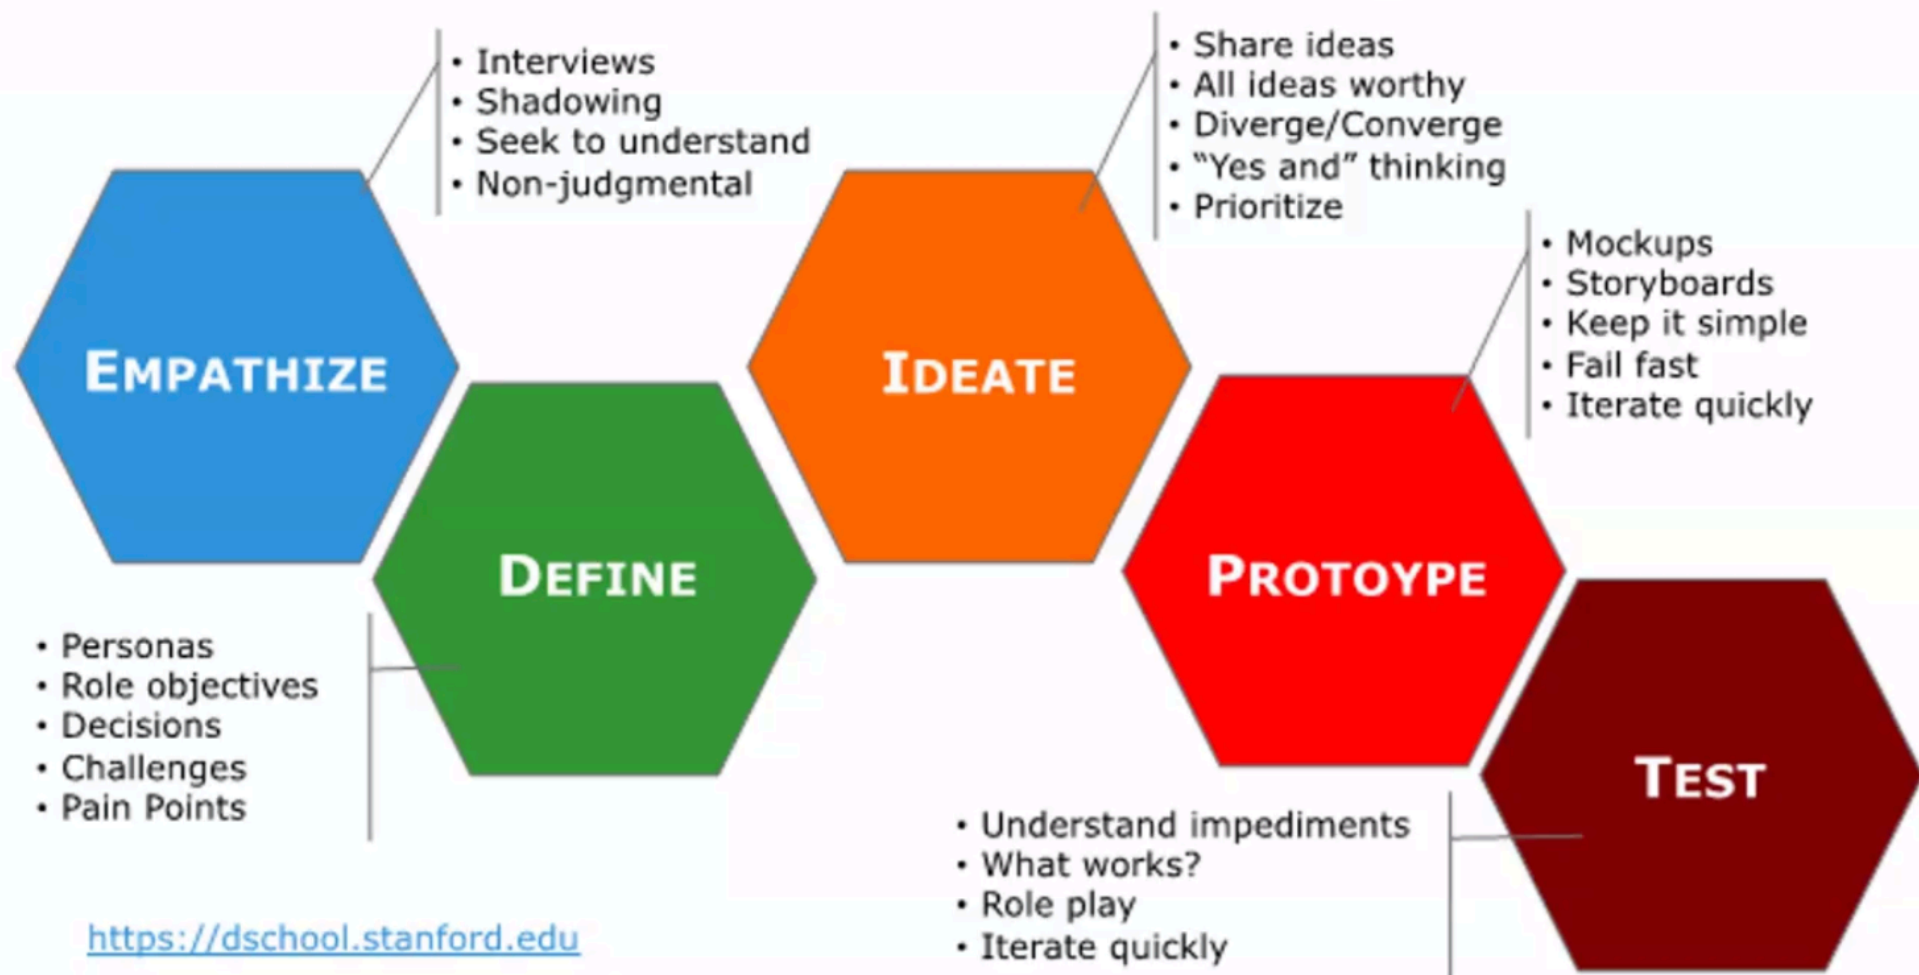 EMPATHIZE
• Interviews
• Shadowing
• Seek to understand
• Non-judgmental
DEFINE
• Personas
• Role objectives
• Decisions
• Challenges
• Pain Points
IDEATE
• Share ideas
• All ideas worthy
• Diverge/Converge
• “Yes and” thinking
• Prioritize
PROTOYPE
• Mockups
• Storyboards
• Keep it simple
• Fail fast
• Iterate quickly
TEST
• Understand impediments
• What works?
• Role play
• Iterate quickly
https://dschool.stanford.edu